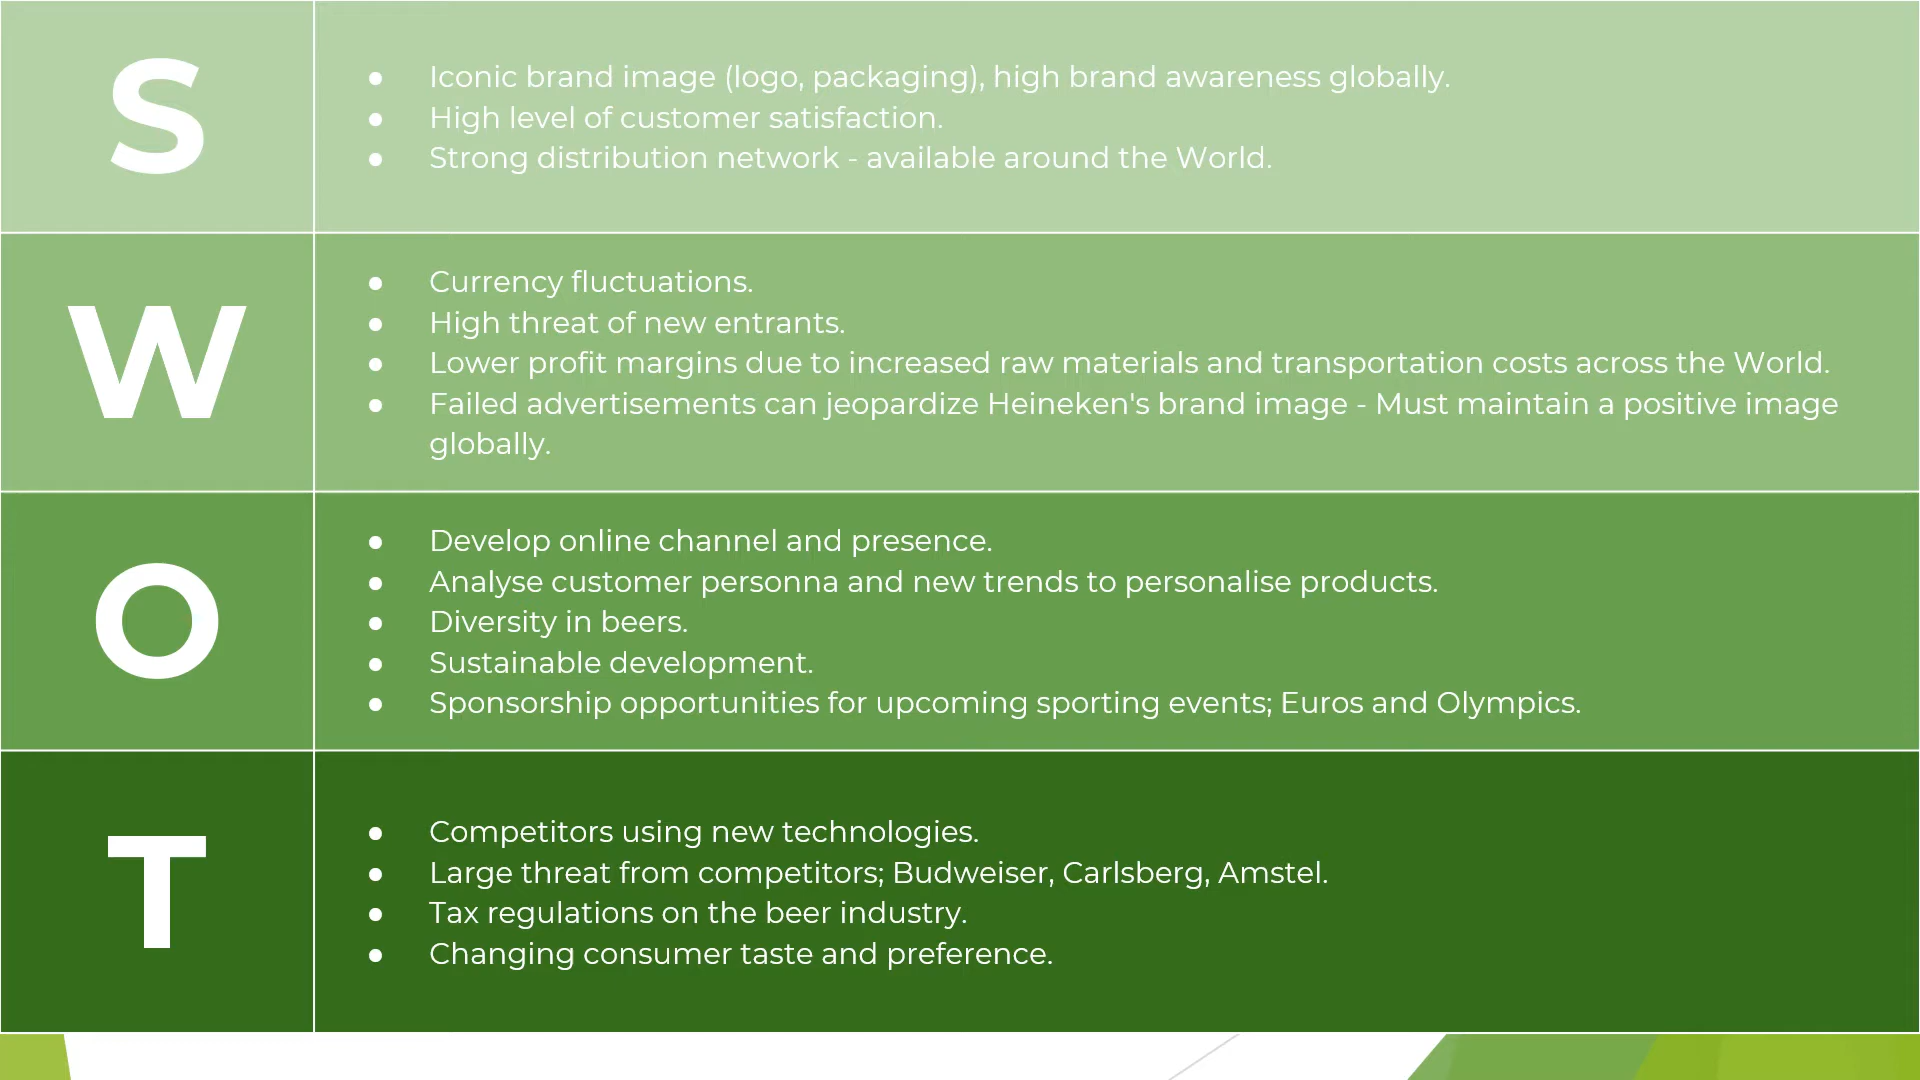 S
● Iconic brand image (logo, packaging), high brand awareness globally.
● High level of customer satisfaction.
● Strong distribution network - available around the World.
W
● Currency fluctuations.
● High threat of new entrants.
● Lower profit margins due to increased raw materials and transportation costs across the World.
● Failed advertisements can jeopardize Heineken's brand image - Must maintain a positive image
globally.
O
● Develop online channel and presence.
● Analyse customer personna and new trends to personalise products.
● Diversity in beers.
● Sustainable development.
● Sponsorship opportunities for upcoming sporting events; Euros and Olympics.
T
● Competitors using new technologies.
● Large threat from competitors; Budweiser, Carlsberg, Amstel.
● Tax regulations on the beer industry.
● Changing consumer taste and preference.